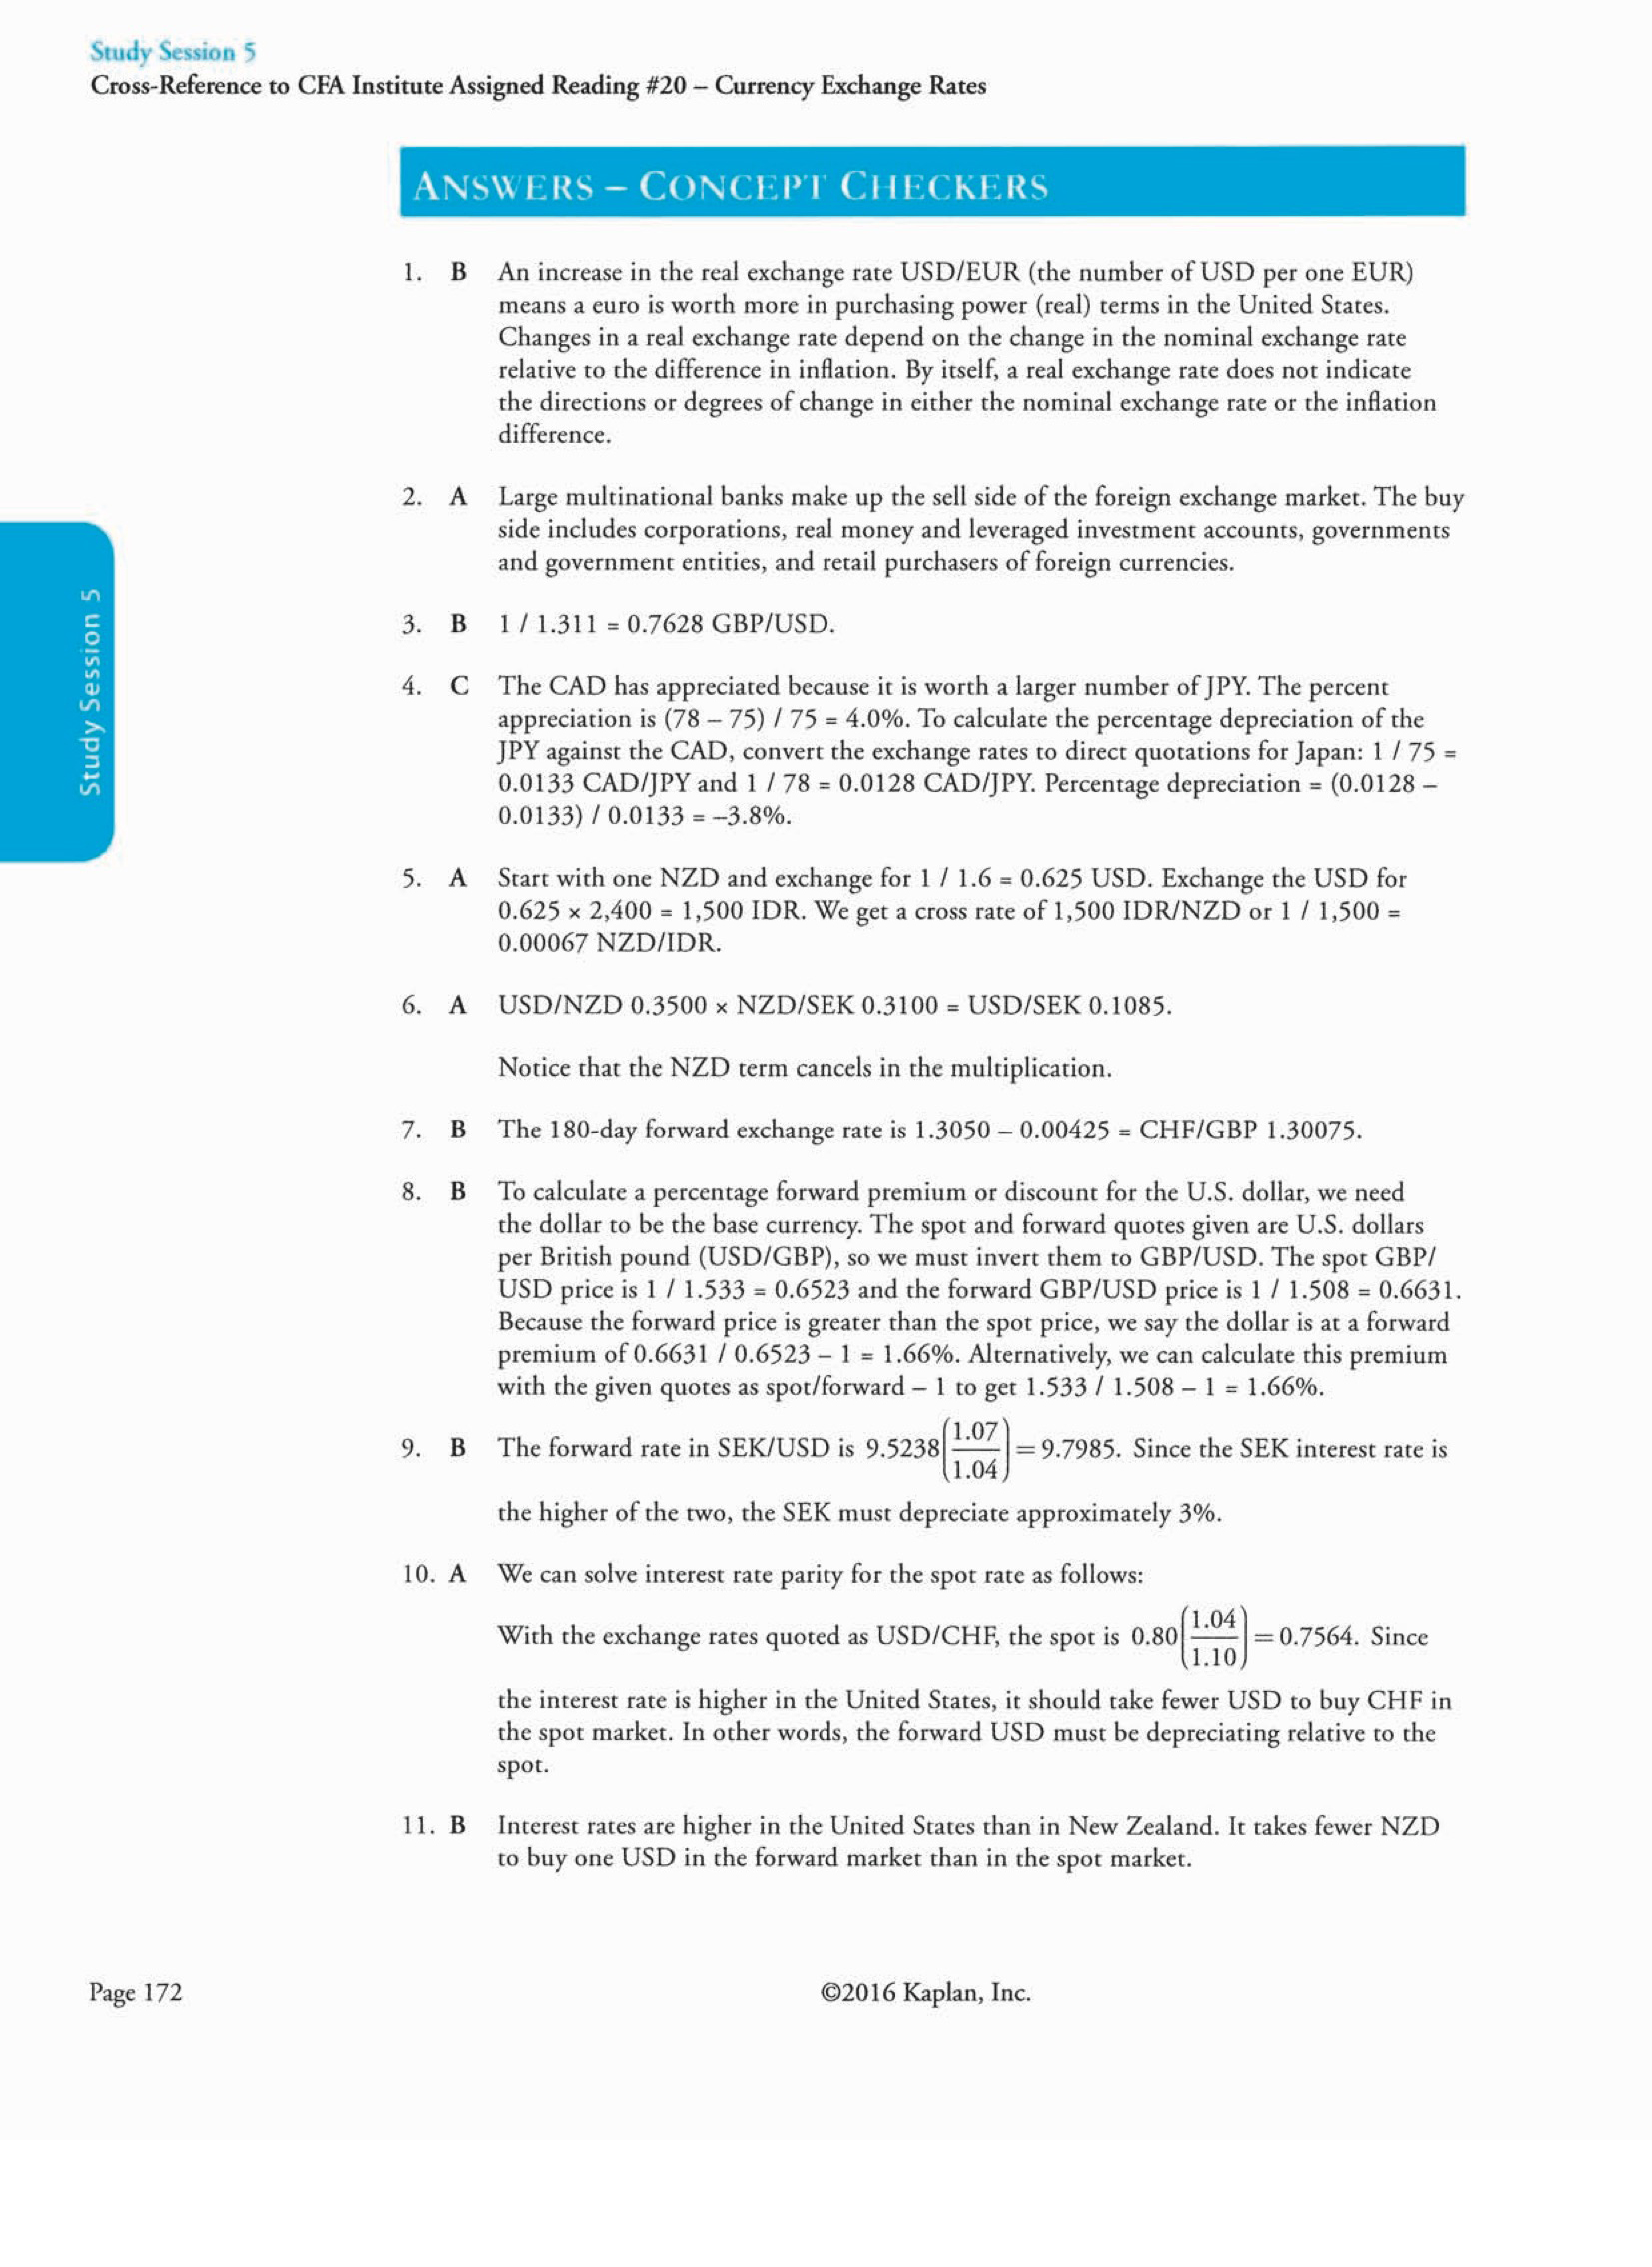 Study Session 5
Cross-Reference to CFA Institute Assigned Reading #20 – Currency Exchange Rates
ANSWERS – CONCEPT CHECKERS
1. B An increase in the real exchange rate USD/EUR (the number of USD per one EUR)
means a euro is worth more in purchasing power (real) terms in the United States.
Changes in a real exchange rate depend on the change in the nominal exchange rate
relative to the difference in inflation. By itself, a real exchange rate does not indicate
the directions or degrees of change in either the nominal exchange rate or the inflation
difference.
2. A Large multinational banks make up the sell side of the foreign exchange market. The buy
side includes corporations, real money and leveraged investment accounts, governments
and government entities, and retail purchasers of foreign currencies.
Study Session 5
3. B 1 / 1.311 = 0.7628 GBP/USD.
4. C The CAD has appreciated because it is worth a larger number of JPY. The percent
appreciation is (78 – 75) / 75 = 4.0%. To calculate the percentage depreciation of the
JPY against the CAD, convert the exchange rates to direct quotations for Japan: 1 / 75 =
0.0133 CAD/JPY and 1 / 78 = 0.0128 CAD/JPY. Percentage depreciation = (0.0128 –
0.0133) / 0.0133 = –3.8%.
5. A Start with one NZD and exchange for 1 / 1.6 = 0.625 USD. Exchange the USD for
0.625 × 2,400 = 1,500 IDR. We get a cross rate of 1,500 IDR/NZD or 1 / 1,500 =
0.00067 NZD/IDR.
6. A USD/NZD 0.3500 × NZD/SEK 0.3100 = USD/SEK 0.1085.
Notice that the NZD term cancels in the multiplication.
7. B The 180-day forward exchange rate is 1.3050 – 0.00425 = CHF/GBP 1.30075.
8. B To calculate a percentage forward premium or discount for the U.S. dollar, we need
the dollar to be the base currency. The spot and forward quotes given are U.S. dollars
per British pound (USD/GBP), so we must invert them to GBP/USD. The spot GBP/
USD price is 1 / 1.533 = 0.6523 and the forward GBP/USD price is 1 / 1.508 = 0.6631.
Because the forward price is greater than the spot price, we say the dollar is at a forward
premium of 0.6631 / 0.6523 – 1 = 1.66%. Alternatively, we can calculate this premium
with the given quotes as spot/forward – 1 to get 1.533 / 1.508 – 1 = 1.66%.
9. B The forward rate in SEK/USD is 9.5238(1.07/1.04) = 9.7985. Since the SEK interest rate is
the higher of the two, the SEK must depreciate approximately 3%.
10. A We can solve interest rate parity for the spot rate as follows:
With the exchange rates quoted as USD/CHF, the spot is 0.80(1.04/1.10) = 0.7564. Since
the interest rate is higher in the United States, it should take fewer USD to buy CHF in
the spot market. In other words, the forward USD must be depreciating relative to the
spot.
11. B Interest rates are higher in the United States than in New Zealand. It takes fewer NZD
to buy one USD in the forward market than in the spot market.
Page 172
©2016 Kaplan, Inc.